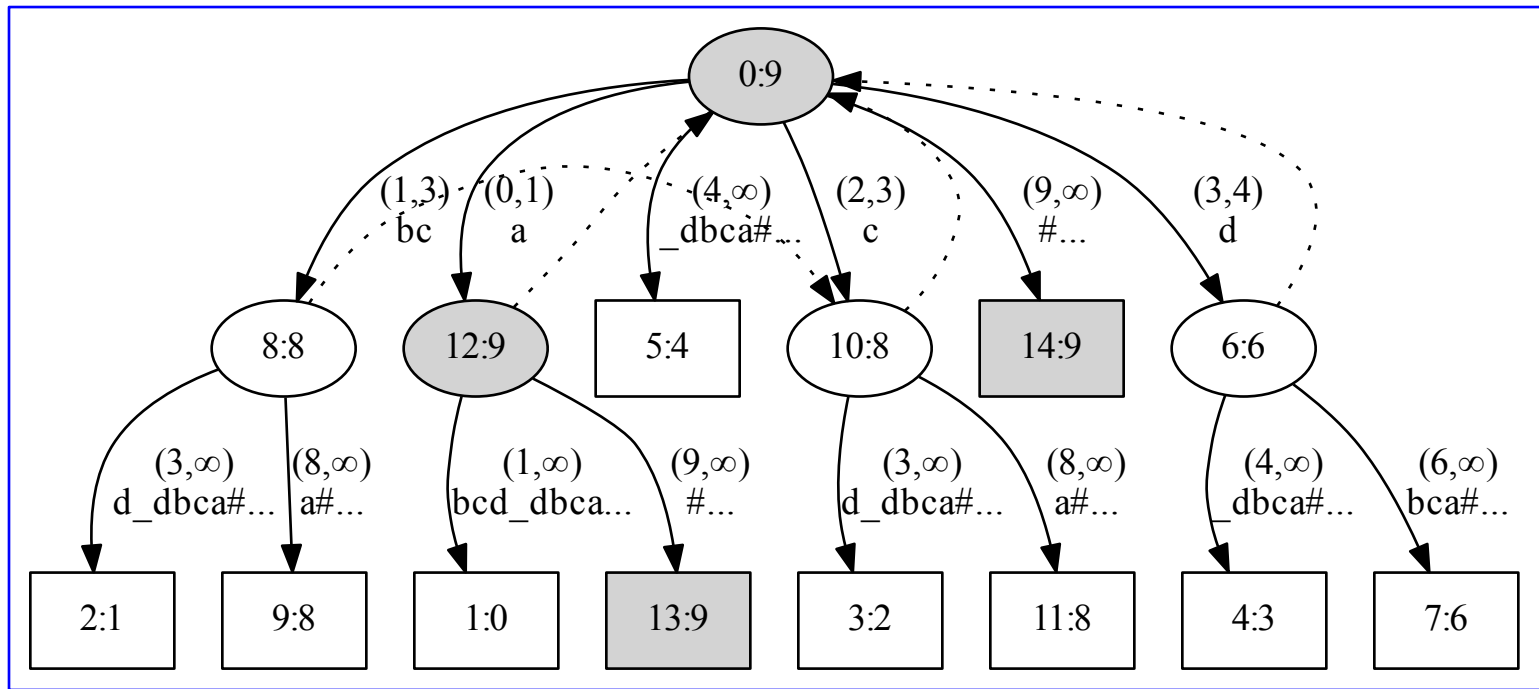 0:9
(1,3)
bc
(0,1)
a
(4,∞)
_dbca#...
(2,3)
c
(9,∞)
#...
(3,4)
d
8:8
12:9
5:4
10:8
14:9
6:6
(3,∞)
d_dbca#...
(8,∞)
a#...
(1,∞)
bcd_dbca...
(9,∞)
#...
(3,∞)
d_dbca#...
(8,∞)
a#...
(4,∞)
_dbca#...
(6,∞)
bca#...
2:1
9:8
1:0
13:9
3:2
11:8
4:3
7:6